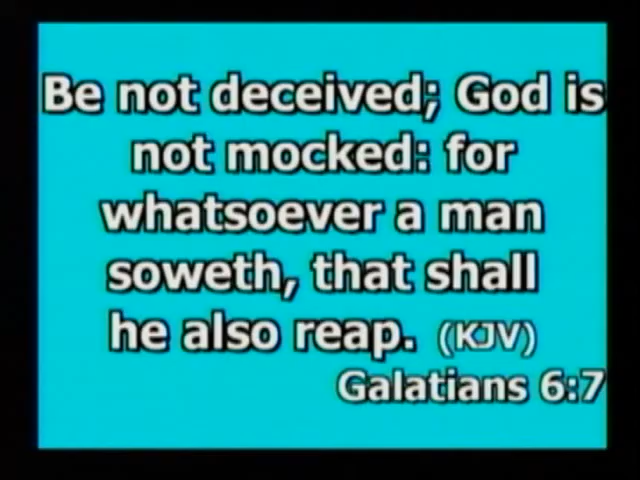 Be not deceived; God is
not mocked: for
whatsoever a man
soweth, that shall
he also reap. (KJV)
Galatians 6:7